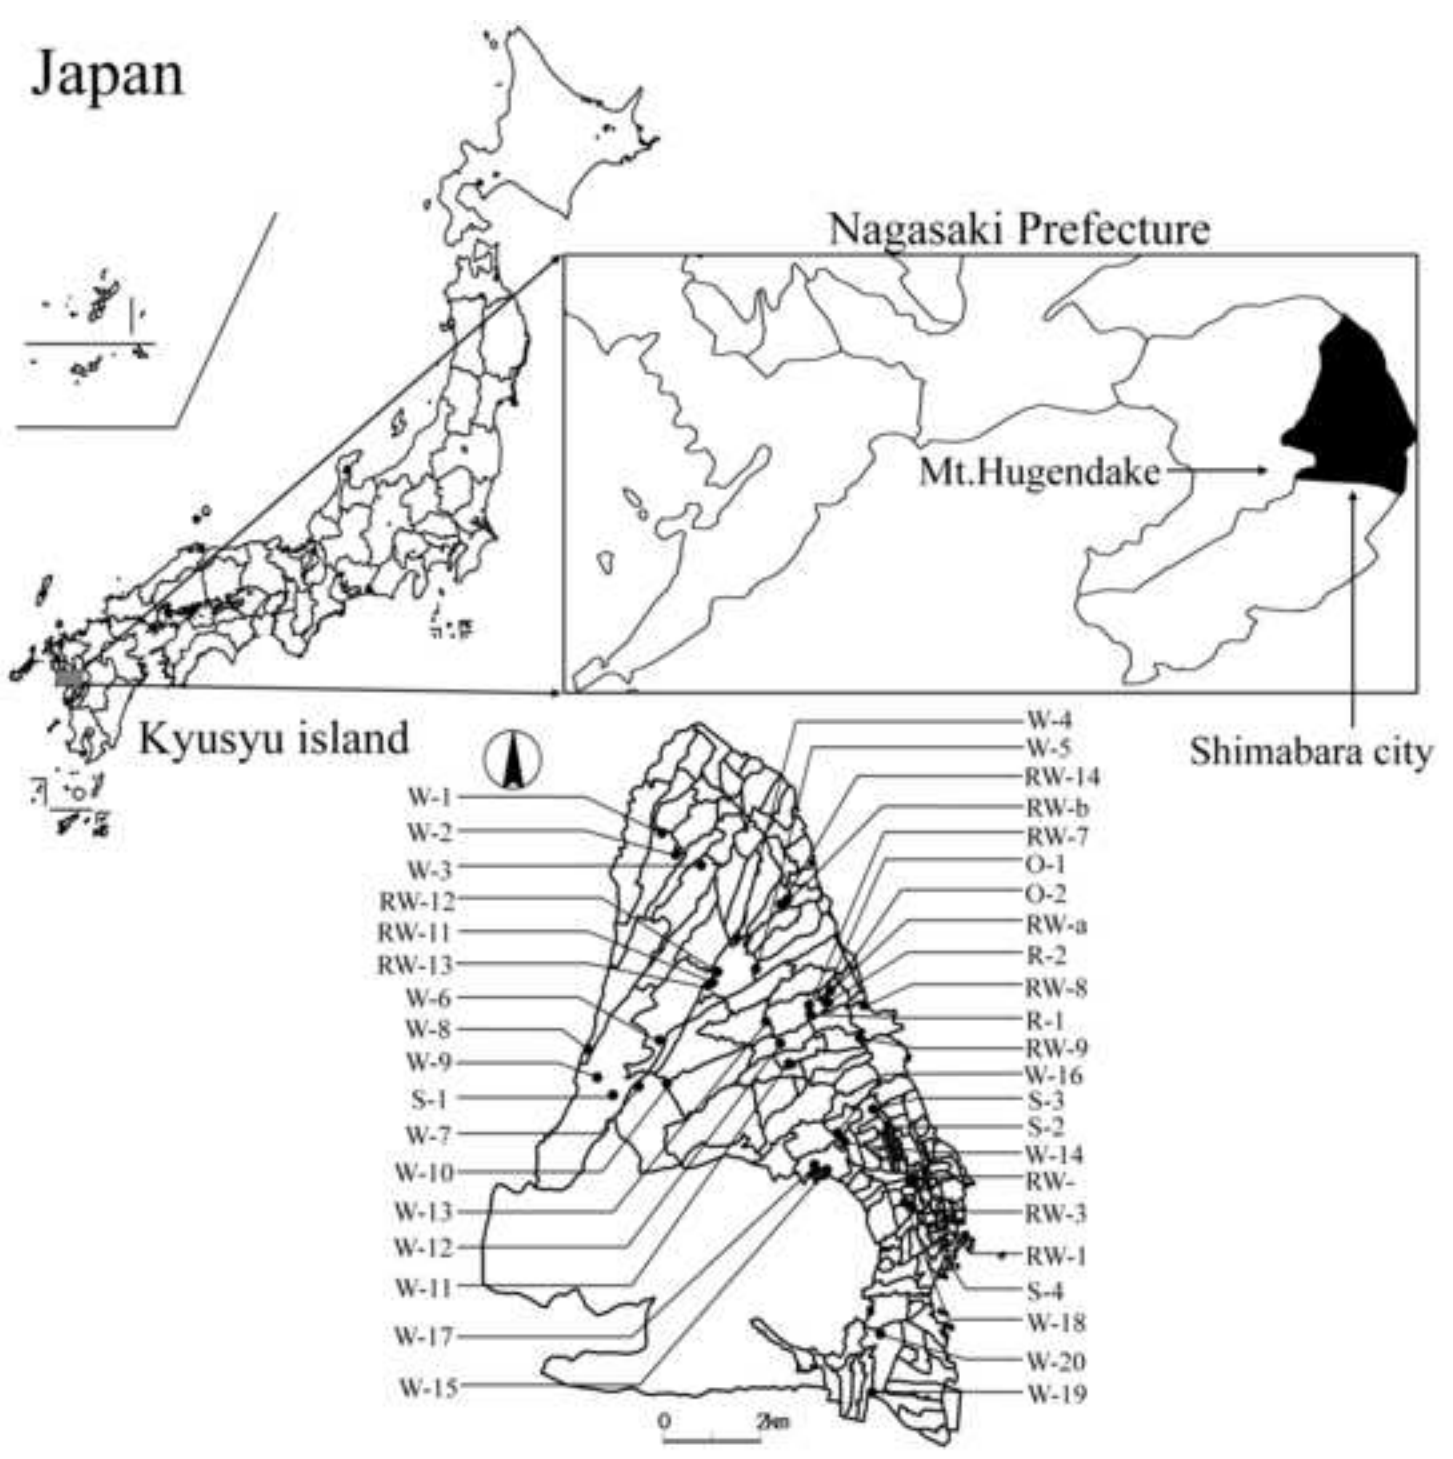 Japan
Nagasaki Prefecture
Mt.Hugendake
Kyusyu island
Shimabara city
W-1
W-2
W-3
RW-12
RW-11
RW-13
W-6
W-8
W-9
S-1
W-7
W-10
W-13
W-12
W-11
W-17
W-15
W-4
W-5
RW-14
RW-b
RW-7
O-1
O-2
RW-a
R-2
RW-8
R-1
RW-9
W-16
S-3
S-2
W-14
RW-
RW-3
RW-1
S-4
W-18
W-20
W-19
0 2km